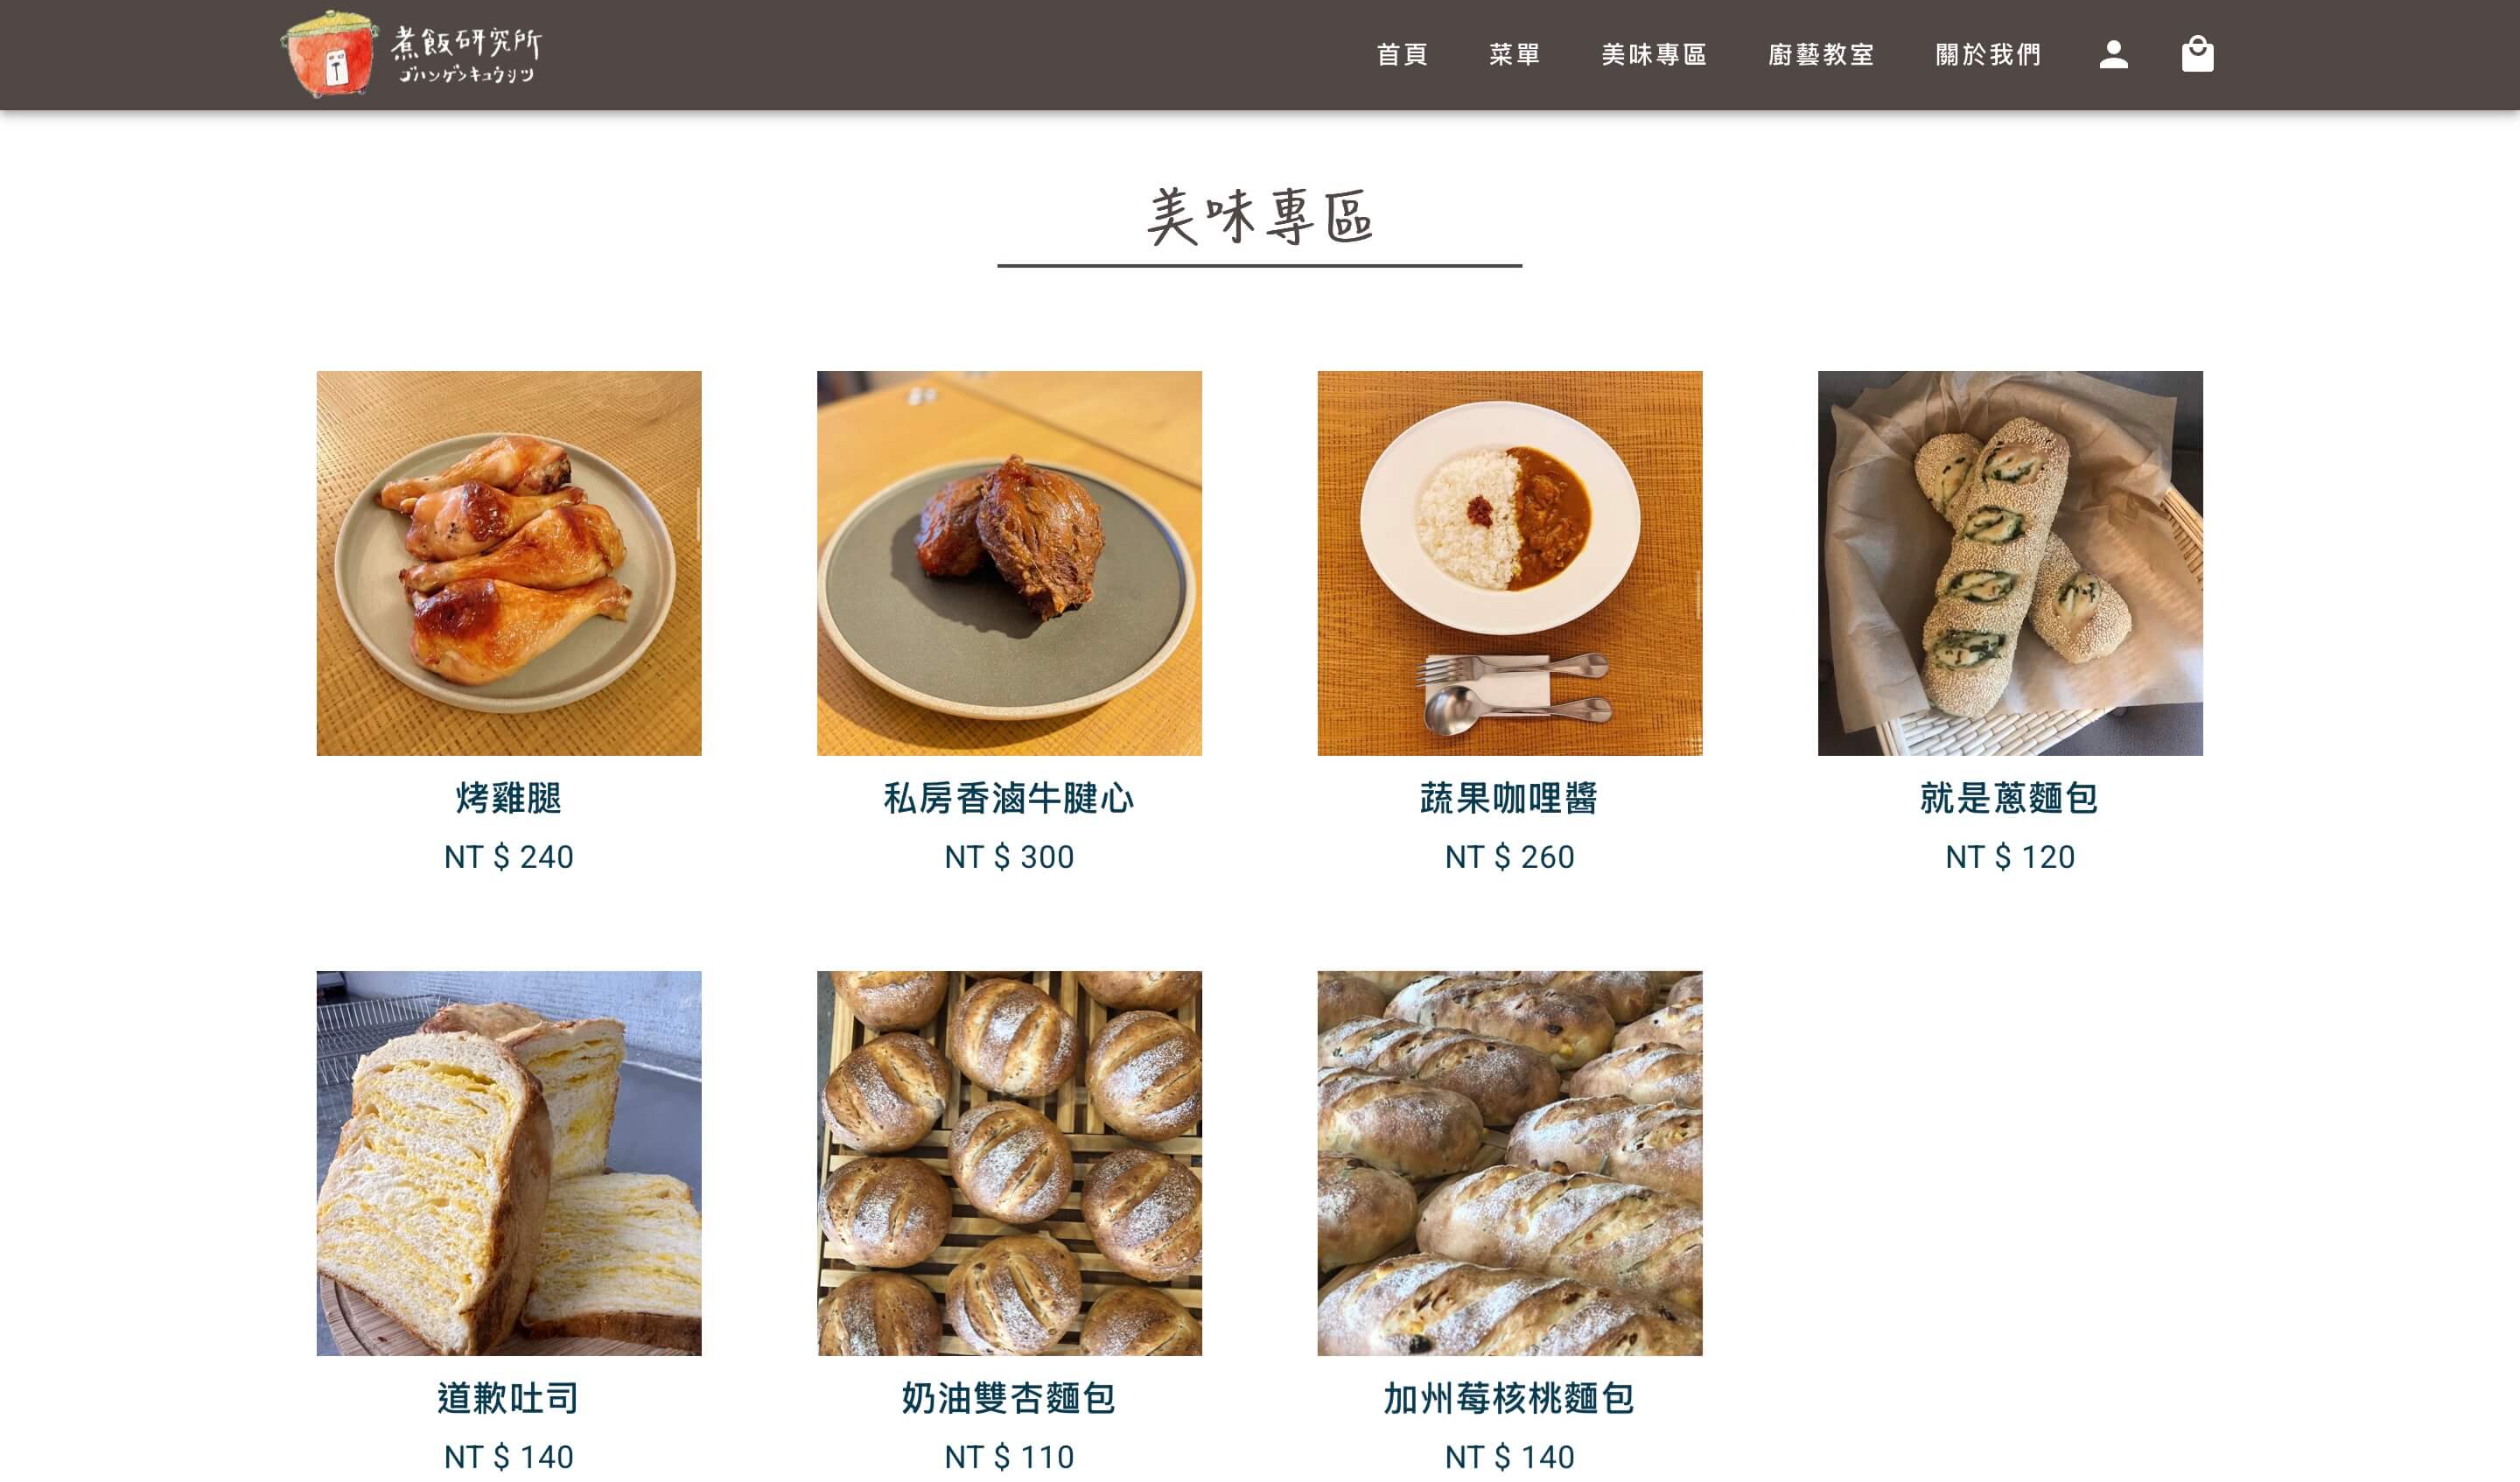 煮飯研究所
ゴハンゲンキュウジツ
首頁 菜單 美味專區 廚藝教室 關於我們
美味專區
烤雞腿
NT $ 240
私房香滷牛腱心
NT $ 300
蔬果咖哩醬
NT $ 260
就是蔥麵包
NT $ 120
道歉吐司
NT $ 140
奶油雙杏麵包
NT $ 110
加州莓核桃麵包
NT $ 140